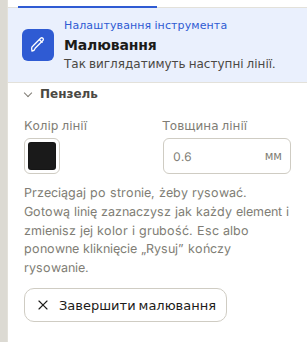 Налаштування інструмента
Малювання
Так виглядатимуть наступні лінії.
Пензель
Колір лінії
Товщина лінії
0.6
мм
Przeciągaj po stronie, żeby rysować.
Gotową linię zaznaczysz jak każdy element i
zmienisz jej kolor i grubość. Esc albo
ponowne kliknięcie „Rysuj” kończy
rysowanie.
Завершити малювання